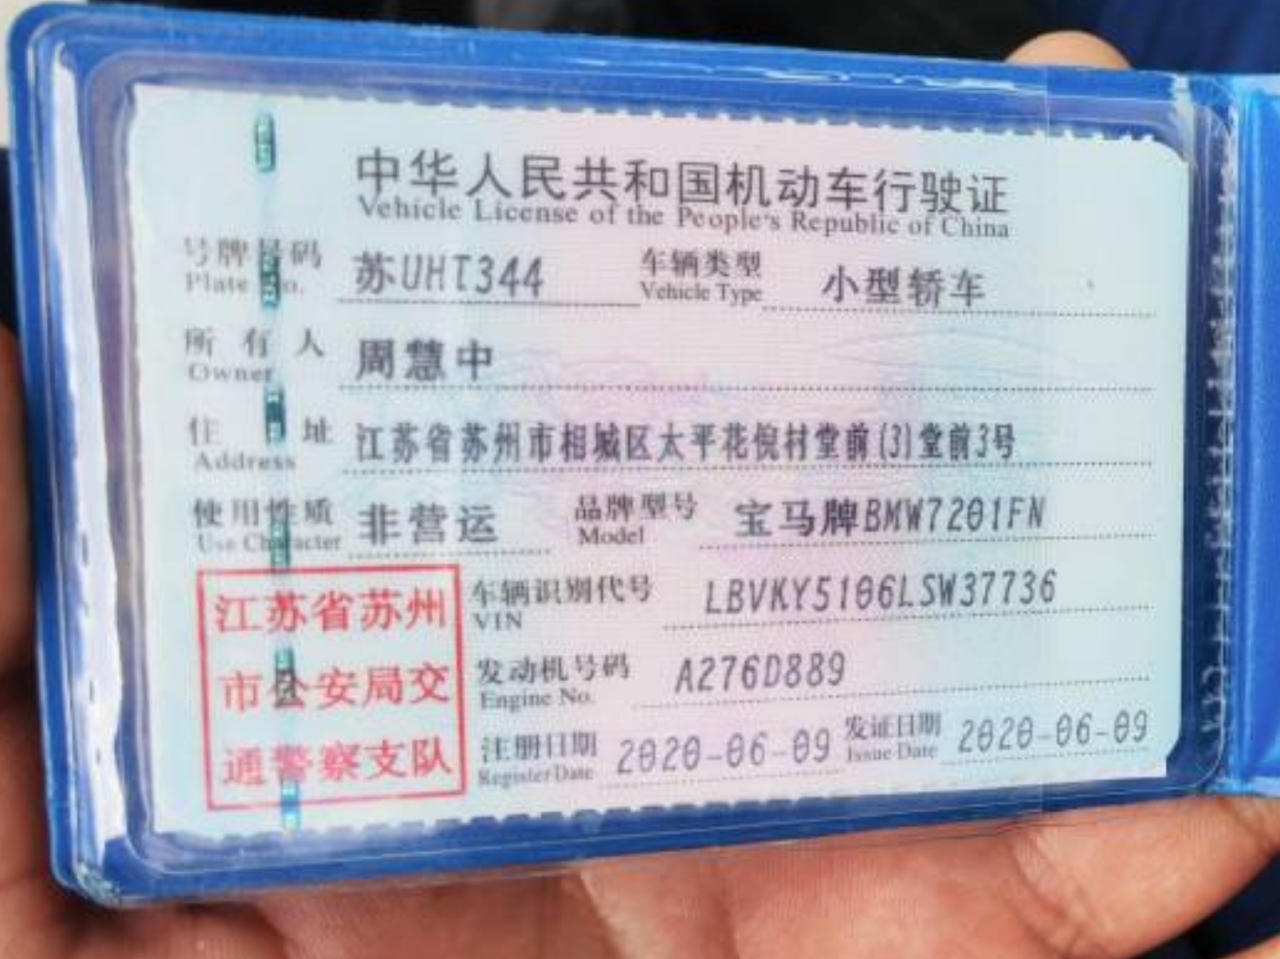 中华人民共和国机动车行驶证
Vehicle License of the People's Republic of China
号牌号码 苏UHT344 车辆类型 小型轿车
Plate No. Vehicle Type
所有人 周慧中
Owner
住址 江苏省苏州市相城区太平花倪村堂前(3)堂前3号
Address
使用性质 非营运 品牌型号 宝马牌BMW7201FN
Use Character Model
江苏省苏州
市公安局交
通警察支队
车辆识别代号 LBVKY5106LSW37736
VIN
发动机号码 A276D889
Engine No.
注册日期 2020-06-09 发证日期 2020-06-09
Register Date Issue Date